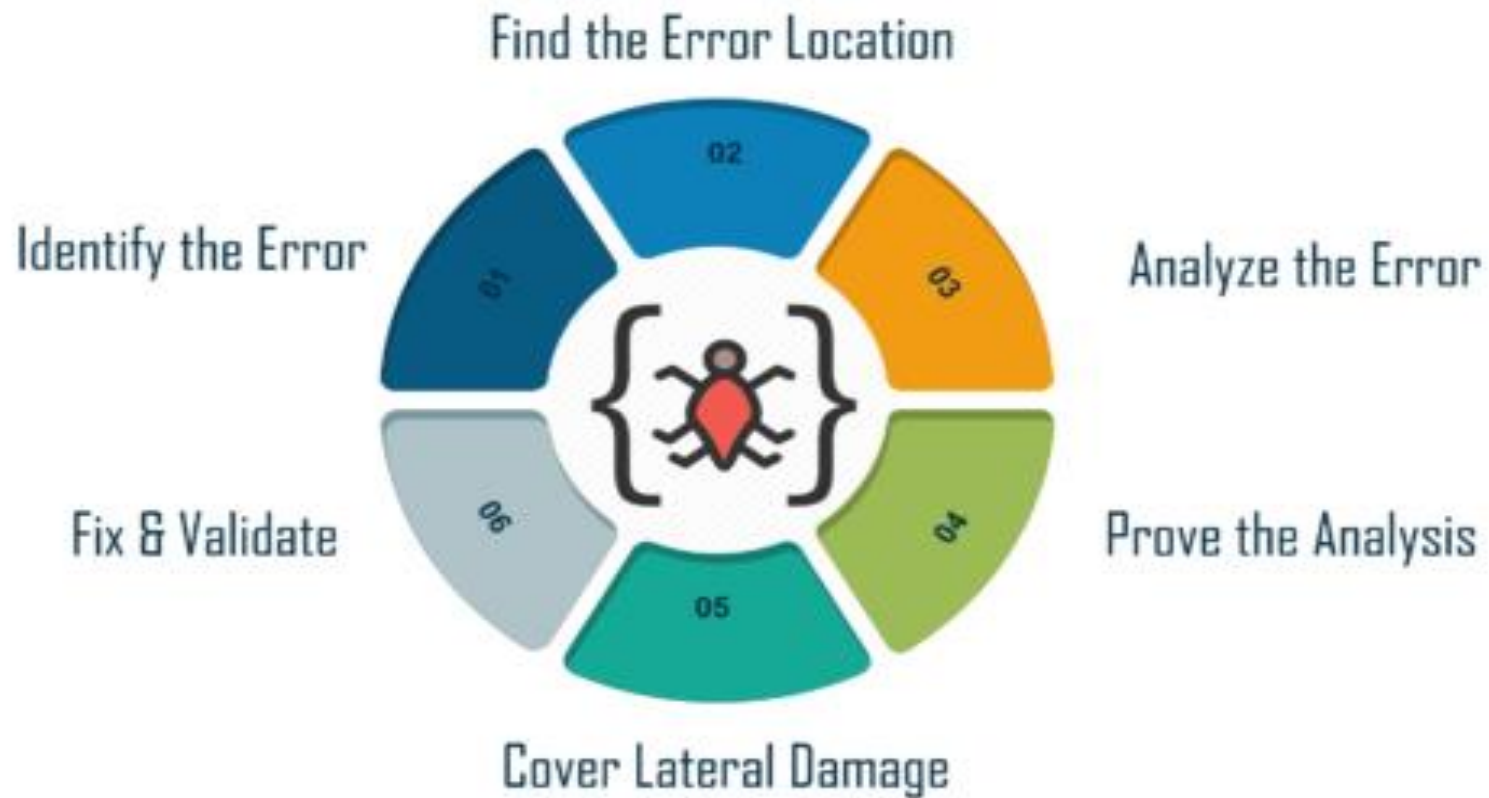 Find the Error Location
02
Identify the Error
01
03
Analyze the Error
Fix & Validate
06
04
Prove the Analysis
05
Cover Lateral Damage